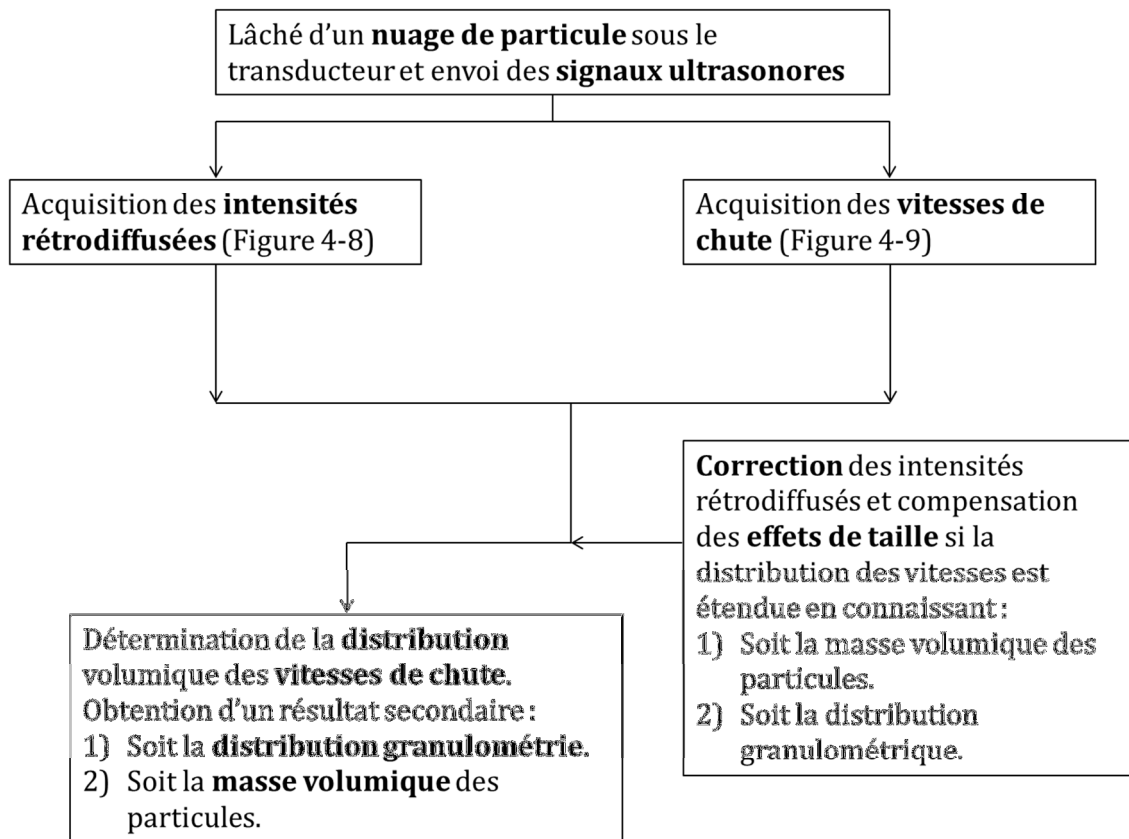 Lâché d’un nuage de particule sous le
transducteur et envoi des signaux ultrasonores
Acquisition des intensités
rétrodiffusées (Figure 4-8)
Acquisition des vitesses de
chute (Figure 4-9)
Correction des intensités
rétrodiffusés et compensation
des effets de taille si la
distribution des vitesses est
étendue en connaissant :
1) Soit la masse volumique des
particules.
2) Soit la distribution
granulométrique.
Détermination de la distribution
volumique des vitesses de chute.
Obtention d’un résultat secondaire :
1) Soit la distribution granulométrie.
2) Soit la masse volumique des
particules.